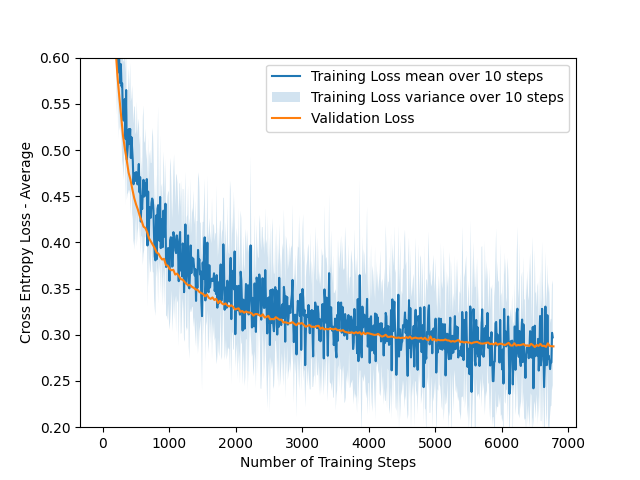 0.60
0.55
0.50
0.45
0.40
0.35
0.30
0.25
0.20
Cross Entropy Loss - Average
Training Loss mean over 10 steps
Training Loss variance over 10 steps
Validation Loss
0 1000 2000 3000 4000 5000 6000 7000
Number of Training Steps